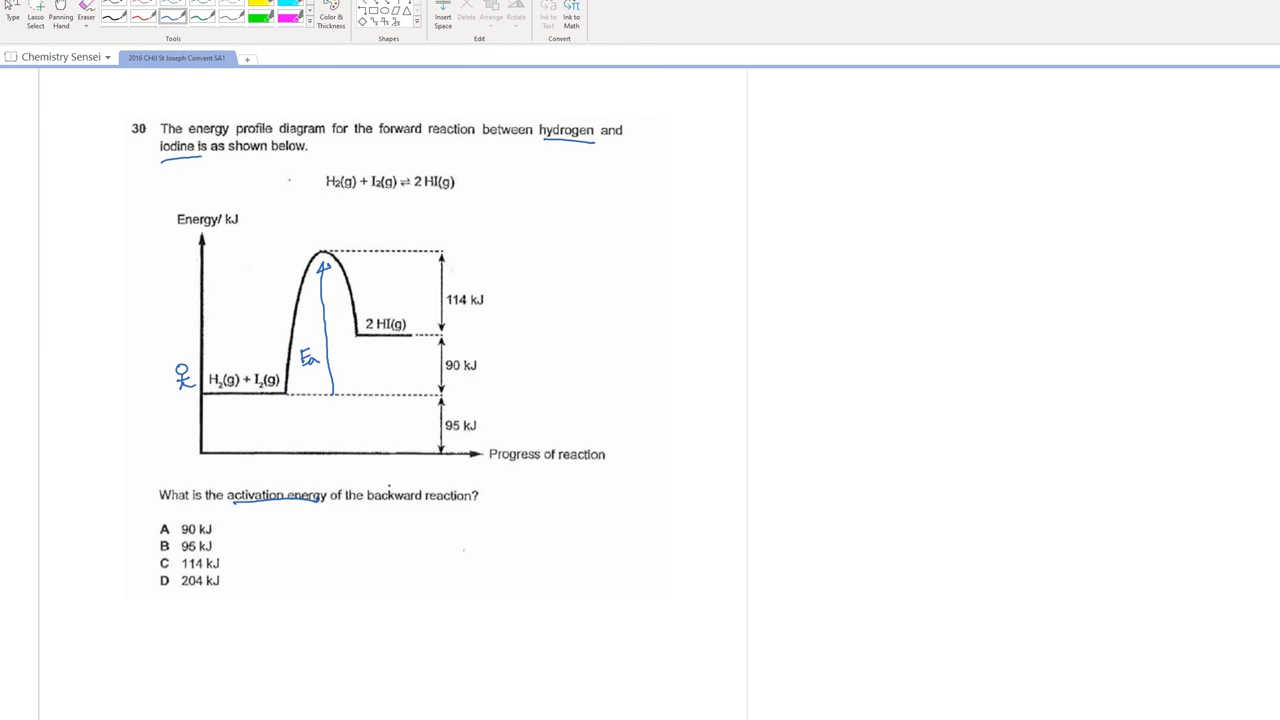 Type
Lasso Select
Panning Hand
Eraser
Color & Thickness
Insert Space
Delete
Arrange
Rotate
Ink to Text
Ink to Math
Tools
Shapes
Edit
Convert
Chemistry Sensei
2016 CHIJ St Joseph Convent SA1
30 The energy profile diagram for the forward reaction between hydrogen and
iodine is as shown below.
H₂(g) + I₂(g) ⇌ 2 HI(g)
Energy/ kJ
114 kJ
2 HI(g)
Ea
90 kJ
H₂(g) + I₂(g)
95 kJ
Progress of reaction
What is the activation energy of the backward reaction?
A 90 kJ
B 95 kJ
C 114 kJ
D 204 kJ